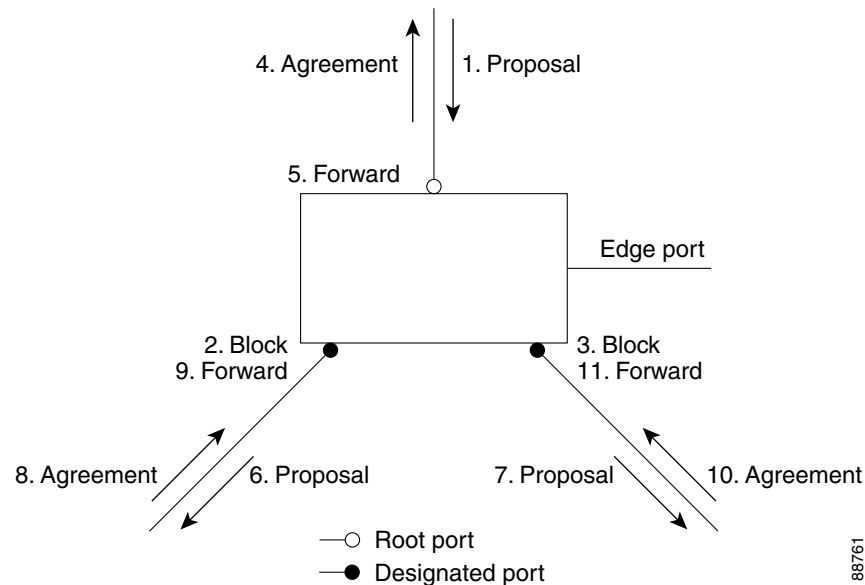 4. Agreement
1. Proposal
5. Forward
Edge port
2. Block
9. Forward
3. Block
11. Forward
8. Agreement
6. Proposal
7. Proposal
10. Agreement
Root port
Designated port
88761